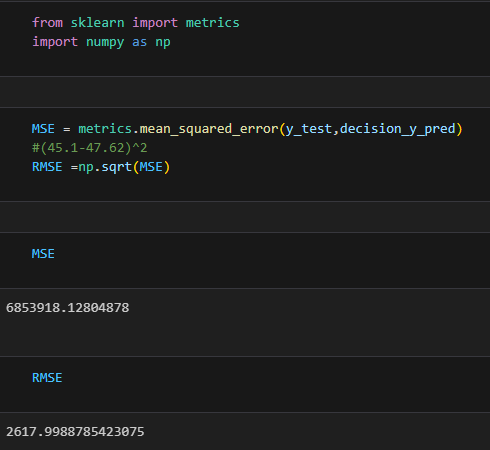 from sklearn import metrics
import numpy as np
MSE = metrics.mean_squared_error(y_test,decision_y_pred)
#(45.1-47.62)^2
RMSE =np.sqrt(MSE)
MSE
6853918.12804878
RMSE
2617.9988785423075